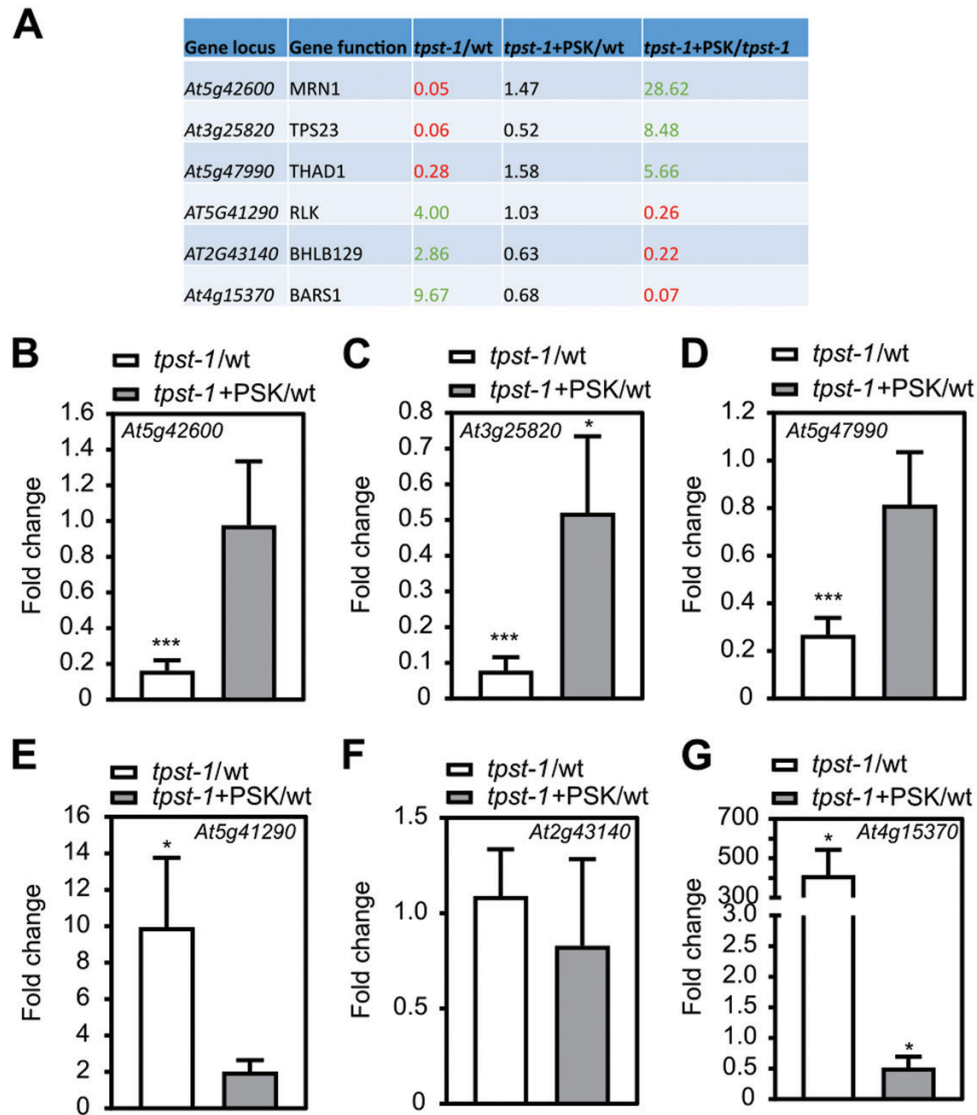 A
Gene locus Gene function tpst-1/wt tpst-1+PSK/wt tpst-1+PSK/tpst-1
At5g42600 MRN1 0.05 1.47 28.62
At3g25820 TPS23 0.06 0.52 8.48
At5g47990 THAD1 0.28 1.58 5.66
AT5G41290 RLK 4.00 1.03 0.26
AT2G43140 BHLB129 2.86 0.63 0.22
At4g15370 BARS1 9.67 0.68 0.07
B
tpst-1/wt
tpst-1+PSK/wt
At5g42600
Fold change
1.6
1.4
1.2
1.0
0.8
0.6
0.4
0.2
0
***
C
tpst-1/wt
tpst-1+PSK/wt
At3g25820
Fold change
0.8
0.7
0.6
0.5
0.4
0.3
0.2
0.1
0
***
*
D
tpst-1/wt
tpst-1+PSK/wt
At5g47990
Fold change
1.2
1.0
0.8
0.6
0.4
0.2
0
***
E
tpst-1/wt
tpst-1+PSK/wt
At5g41290
Fold change
16
14
12
10
8
6
4
2
0
*
F
tpst-1/wt
tpst-1+PSK/wt
At2g43140
Fold change
1.5
1.0
0.5
0
G
tpst-1/wt
tpst-1+PSK/wt
At4g15370
Fold change
700
500
300
3.0
2.5
2.0
1.5
1.0
0.5
0
*
*